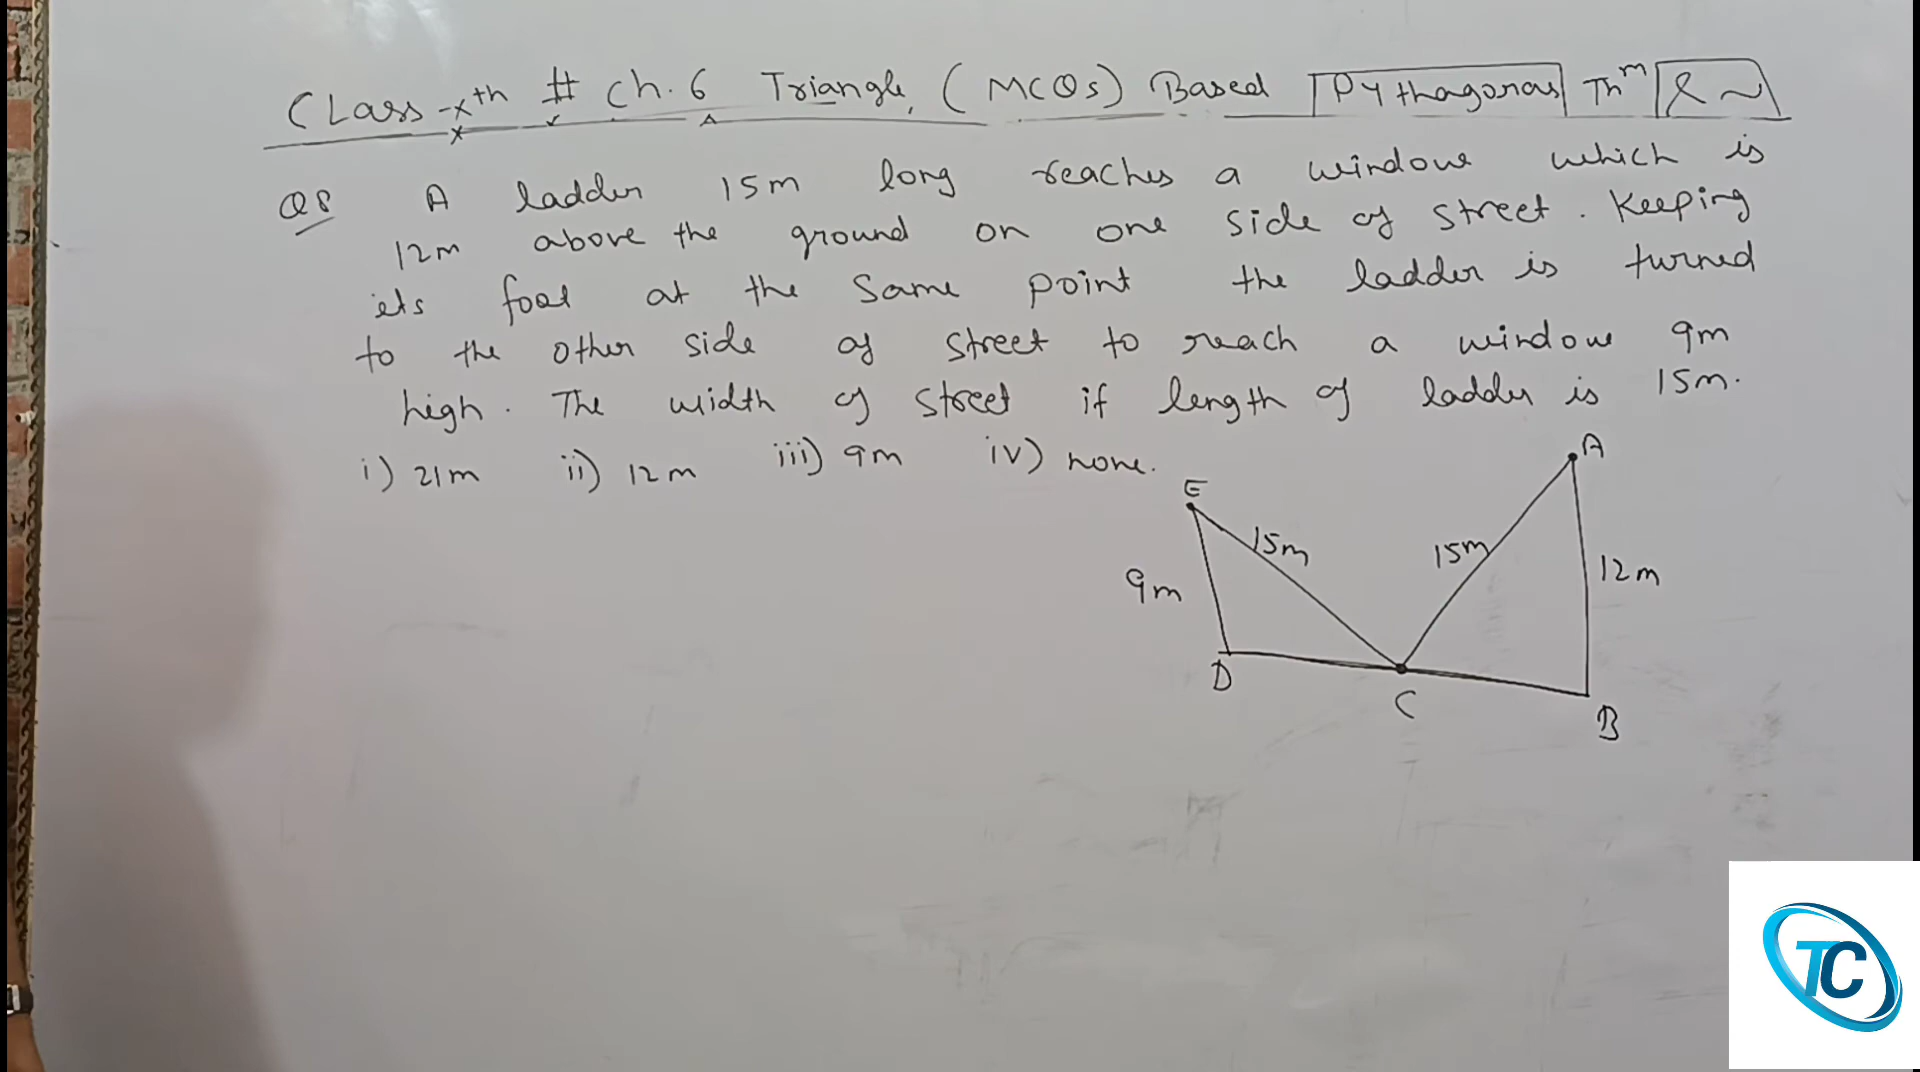 Class -xth # ch. 6 Triangle, (MCQs) Based Pythagoras Thm & ~
Q8 A ladder 15m long reaches a window which is
12m above the ground on one side of street. Keeping
its foot at the same point the ladder is turned
to the other side of street to reach a window 9m
high. The width of street if length of ladder is 15m.
i) 21m ii) 12m iii) 9m iv) none.
A
E
15m
15m
12m
9m
D
C
B
TC